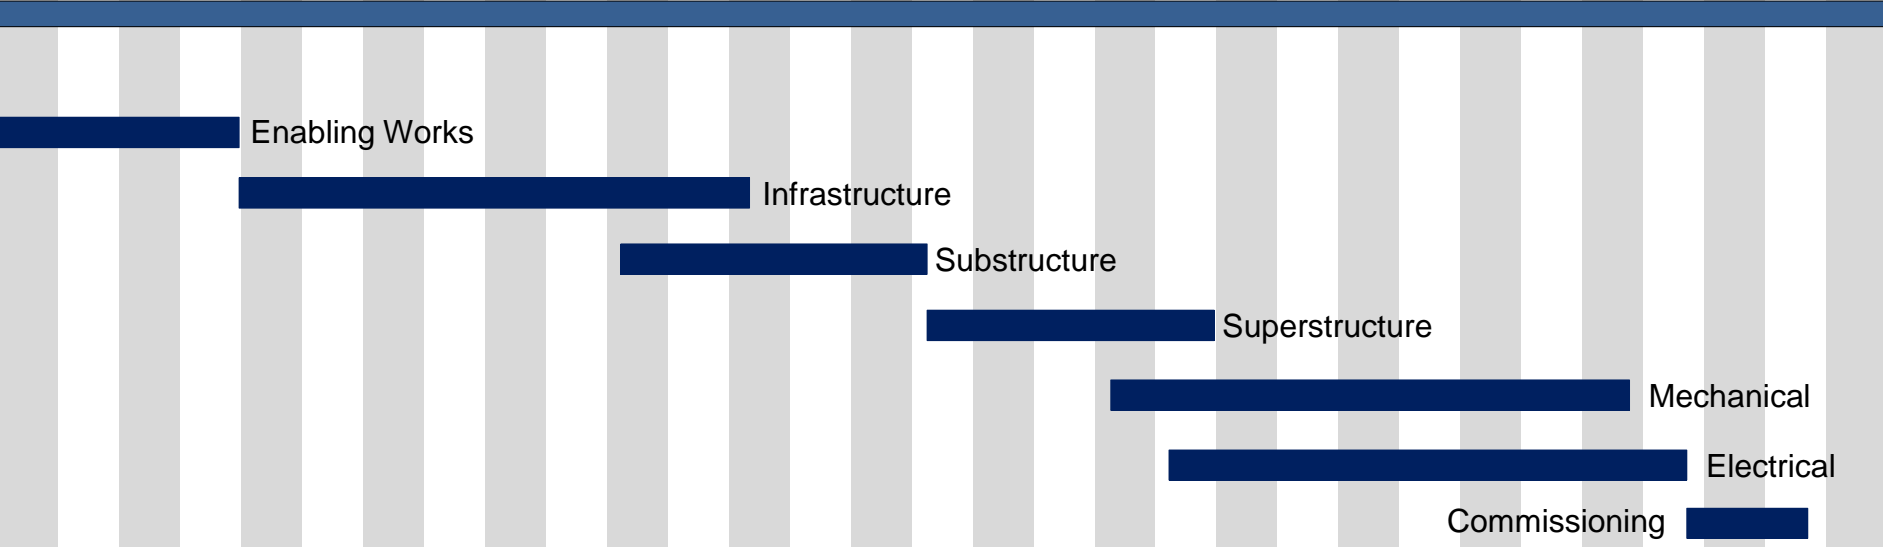 Enabling Works
Infrastructure
Substructure
Superstructure
Mechanical
Electrical
Commissioning